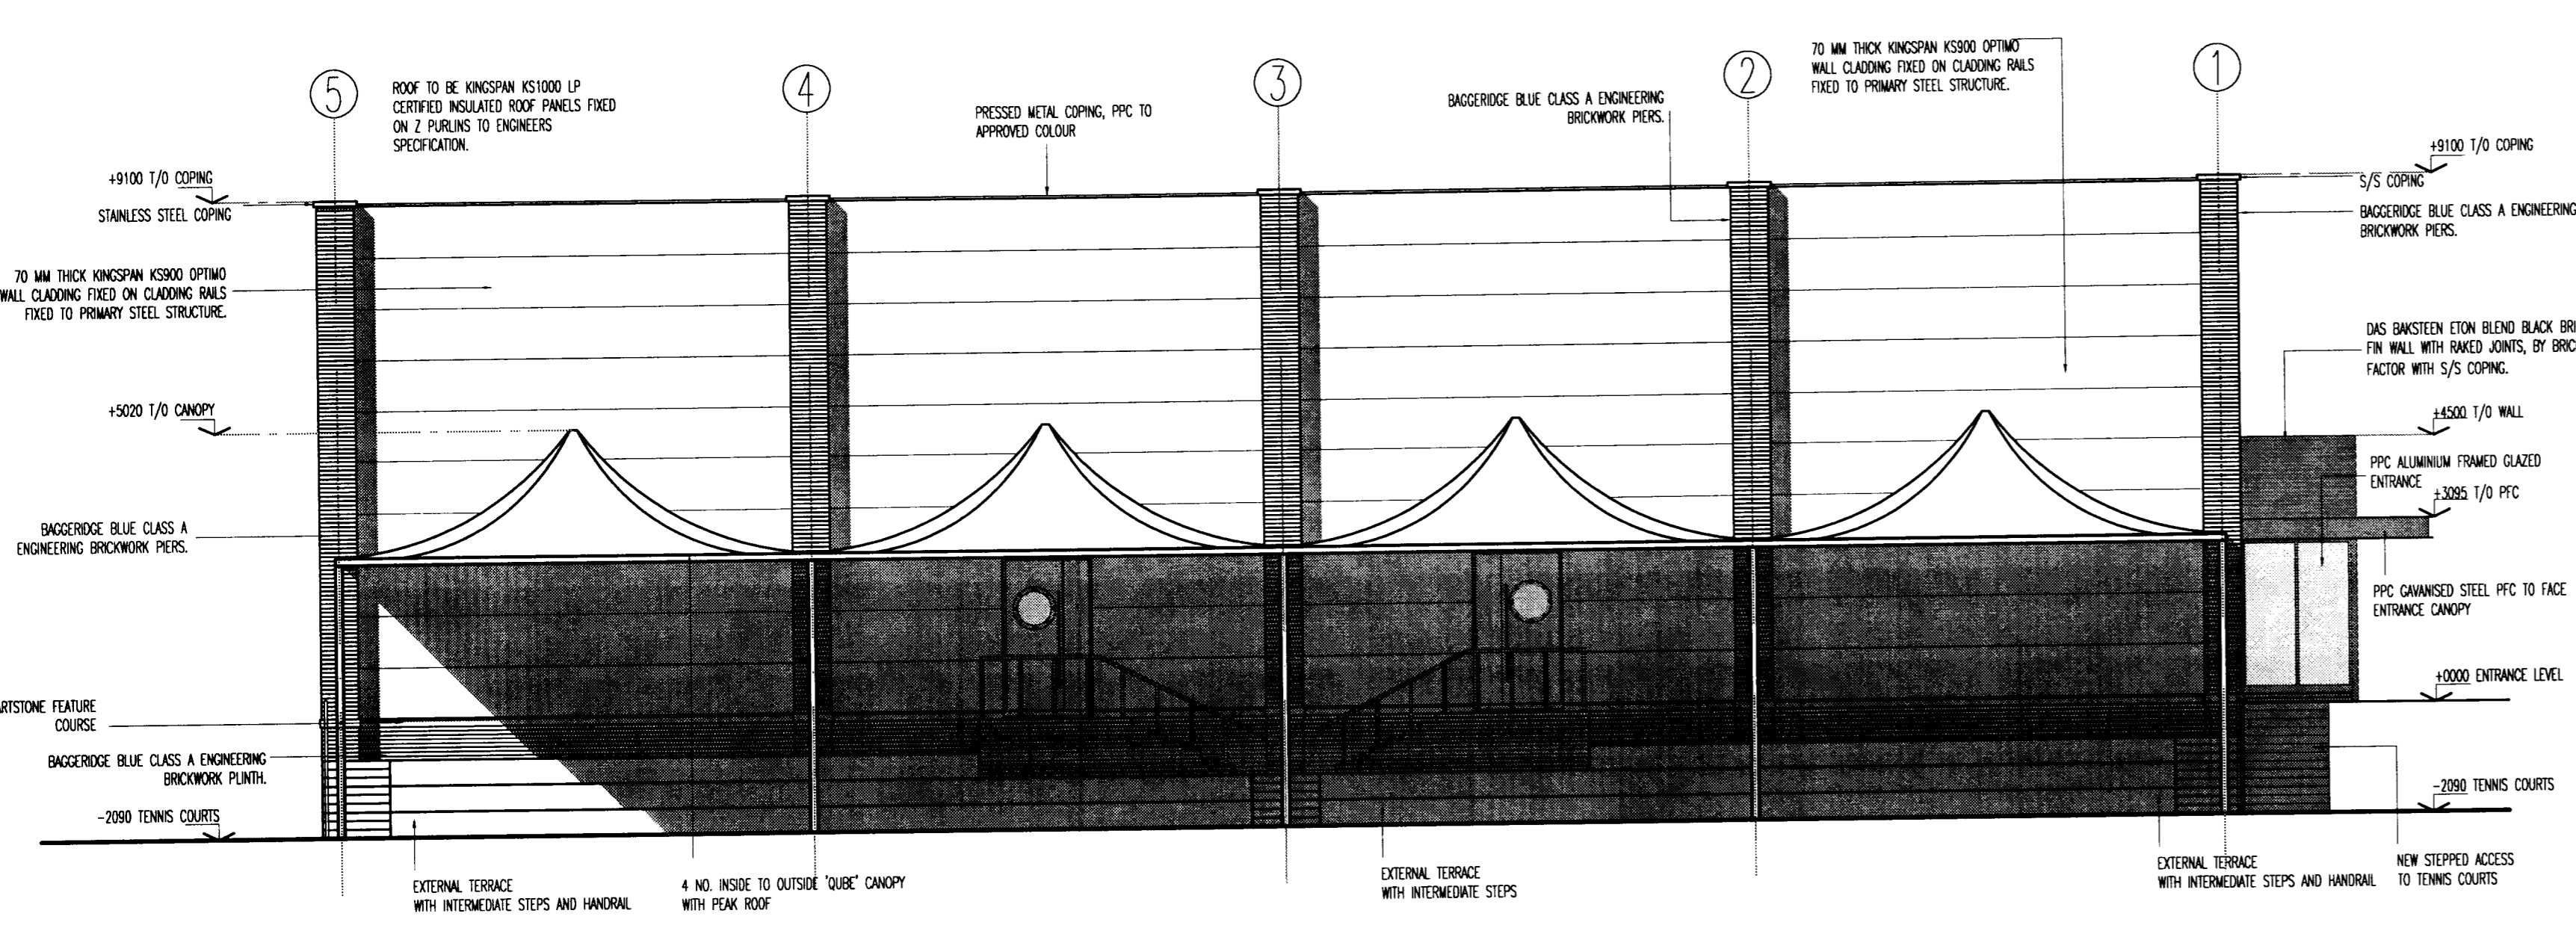 5
4
3
2
1
ROOF TO BE KINGSPAN KS1000 LP
CERTIFIED INSULATED ROOF PANELS FIXED
ON Z PURLINS TO ENGINEERS
SPECIFICATION.
PRESSED METAL COPING, PPC TO
APPROVED COLOUR
BAGGERIDGE BLUE CLASS A ENGINEERING
BRICKWORK PIERS.
70 MM THICK KINGSPAN KS900 OPTIMO
WALL CLADDING FIXED ON CLADDING RAILS
FIXED TO PRIMARY STEEL STRUCTURE.
+9100 T/O COPING
STAINLESS STEEL COPING
70 MM THICK KINGSPAN KS900 OPTIMO
WALL CLADDING FIXED ON CLADDING RAILS
FIXED TO PRIMARY STEEL STRUCTURE.
+5020 T/O CANOPY
BAGGERIDGE BLUE CLASS A
ENGINEERING BRICKWORK PIERS.
ARTSTONE FEATURE
COURSE
BAGGERIDGE BLUE CLASS A ENGINEERING
BRICKWORK PLINTH.
-2090 TENNIS COURTS
+9100 T/O COPING
S/S COPING
BAGGERIDGE BLUE CLASS A ENGINEERING
BRICKWORK PIERS.
DAS BAKSTEEN ETON BLEND BLACK BRI
FIN WALL WITH RAKED JOINTS, BY BRIC
FACTOR WITH S/S COPING.
+4500 T/O WALL
PPC ALUMINIUM FRAMED GLAZED
ENTRANCE
+3095 T/O PFC
PPC GAVANISED STEEL PFC TO FACE
ENTRANCE CANOPY
+0000 ENTRANCE LEVEL
-2090 TENNIS COURTS
EXTERNAL TERRACE
WITH INTERMEDIATE STEPS AND HANDRAIL
4 NO. INSIDE TO OUTSIDE 'QUBE' CANOPY
WITH PEAK ROOF
EXTERNAL TERRACE
WITH INTERMEDIATE STEPS
EXTERNAL TERRACE
WITH INTERMEDIATE STEPS AND HANDRAIL
NEW STEPPED ACCESS
TO TENNIS COURTS